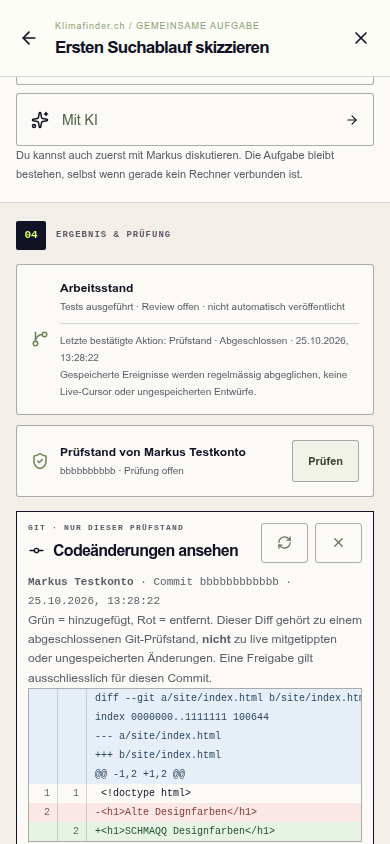 Klimafinder.ch / GEMEINSAME AUFGABE
Ersten Suchablauf skizzieren
Mit KI
Du kannst auch zuerst mit Markus diskutieren. Die Aufgabe bleibt
bestehen, selbst wenn gerade kein Rechner verbunden ist.
04 ERGEBNIS & PRÜFUNG
Arbeitsstand
Tests ausgeführt · Review offen · nicht automatisch veröffentlicht
Letzte bestätigte Aktion: Prüfstand · Abgeschlossen · 25.10.2026,
13:28:22
Gespeicherte Ereignisse werden regelmässig abgeglichen, keine
Live-Cursor oder ungespeicherten Entwürfe.
Prüfstand von Markus Testkonto
bbbbbbbbbb · Prüfung offen
Prüfen
GIT · NUR DIESER PRÜFSTAND
Codeänderungen ansehen
Markus Testkonto · Commit bbbbbbbbbbbb ·
25.10.2026, 13:28:22
Grün = hinzugefügt, Rot = entfernt. Dieser Diff gehört zu einem
abgeschlossenen Git-Prüfstand, nicht zu live mitgetippten
oder ungespeicherten Änderungen. Eine Freigabe gilt
ausschliesslich für diesen Commit.
diff --git a/site/index.html b/site/index.htm
index 0000000..1111111 100644
--- a/site/index.html
+++ b/site/index.html
@@ -1,2 +1,2 @@
1 1 <!doctype html>
2 -<h1>Alte Designfarben</h1>
2 +<h1>SCHMAQQ Designfarben</h1>